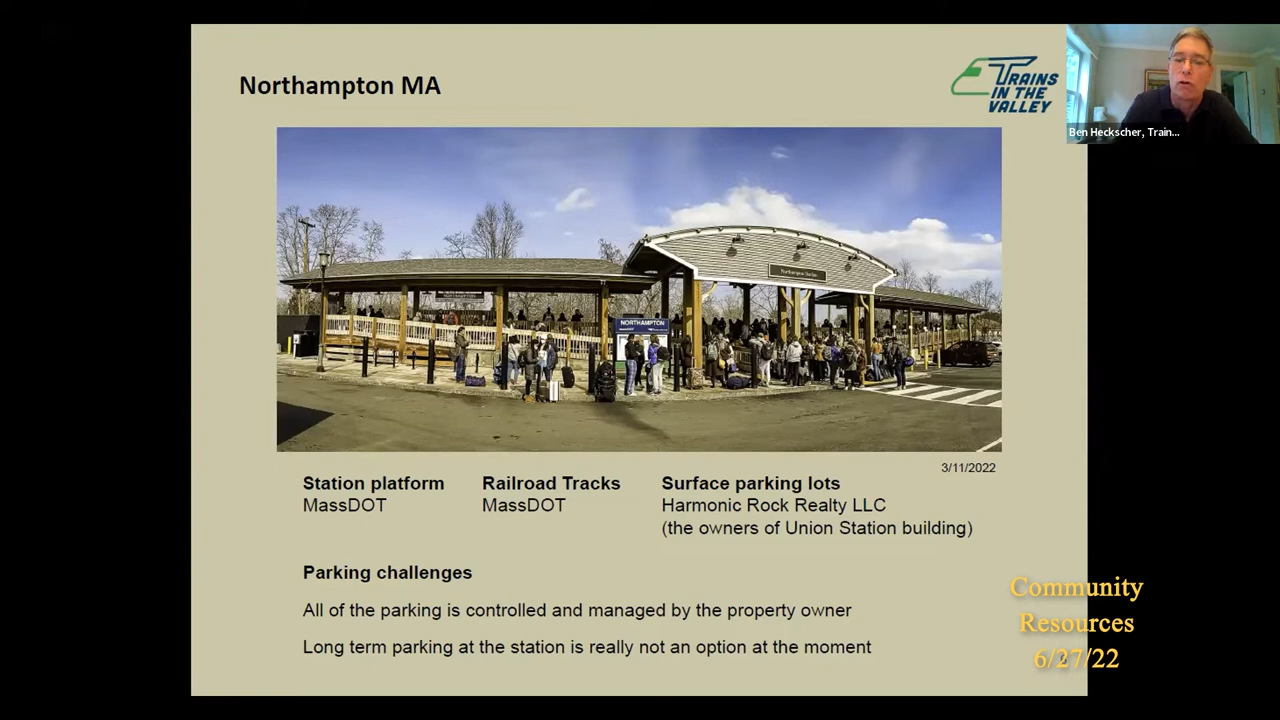 Northampton MA
TRAINS
IN THE
VALLEY
Ben Heckscher, Train...
Northampton Station
NORTHAMPTON
NORTHAMPTON
3/11/2022
Station platform
MassDOT
Railroad Tracks
MassDOT
Surface parking lots
Harmonic Rock Realty LLC
(the owners of Union Station building)
Parking challenges
All of the parking is controlled and managed by the property owner
Long term parking at the station is really not an option at the moment
Community
Resources
6/27/22